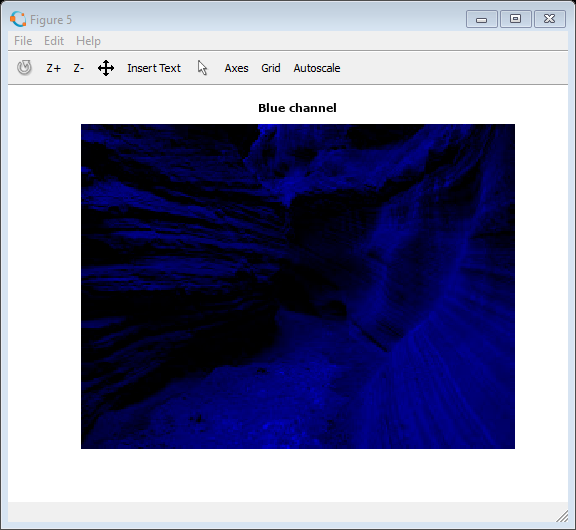 Figure 5
File Edit Help
Z+ Z- Insert Text Axes Grid Autoscale
Blue channel